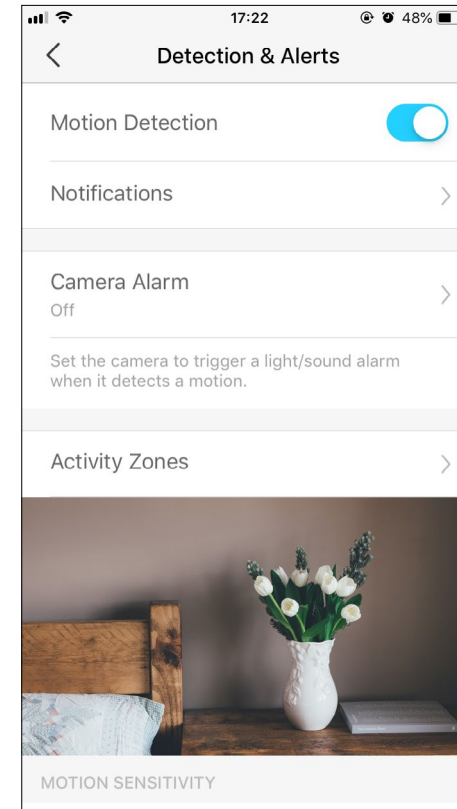 17:22
48%
Detection & Alerts
Motion Detection
Notifications
Camera Alarm
Off
Set the camera to trigger a light/sound alarm
when it detects a motion.
Activity Zones
MOTION SENSITIVITY